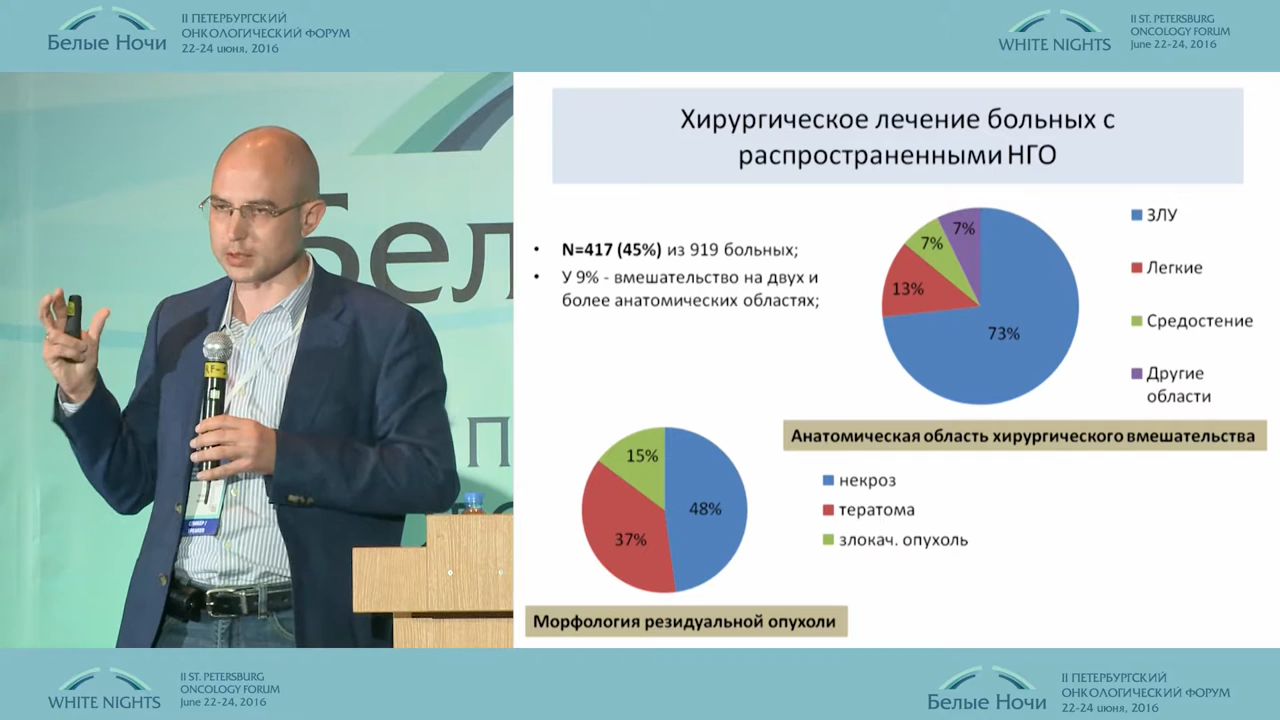 Белые Ночи
II ПЕТЕРБУРГСКИЙ
ОНКОЛОГИЧЕСКИЙ ФОРУМ
22-24 июня, 2016
WHITE NIGHTS
II ST. PETERSBURG
ONCOLOGY FORUM
June 22-24, 2016
Бел
Хирургическое лечение больных с
распространенными НГО
• N=417 (45%) из 919 больных;
• У 9% - вмешательство на двух и
более анатомических областях;
7%
7%
13%
73%
ЗЛУ
Легкие
Средостение
Другие
области
Анатомическая область хирургического вмешательства
15%
48%
37%
некроз
тератома
злокач. опухоль
Морфология резидуальной опухоли
WHITE NIGHTS
II ST. PETERSBURG
ONCOLOGY FORUM
June 22-24, 2016
Белые Ночи
II ПЕТЕРБУРГСКИЙ
ОНКОЛОГИЧЕСКИЙ ФОРУМ
22-24 июня, 2016